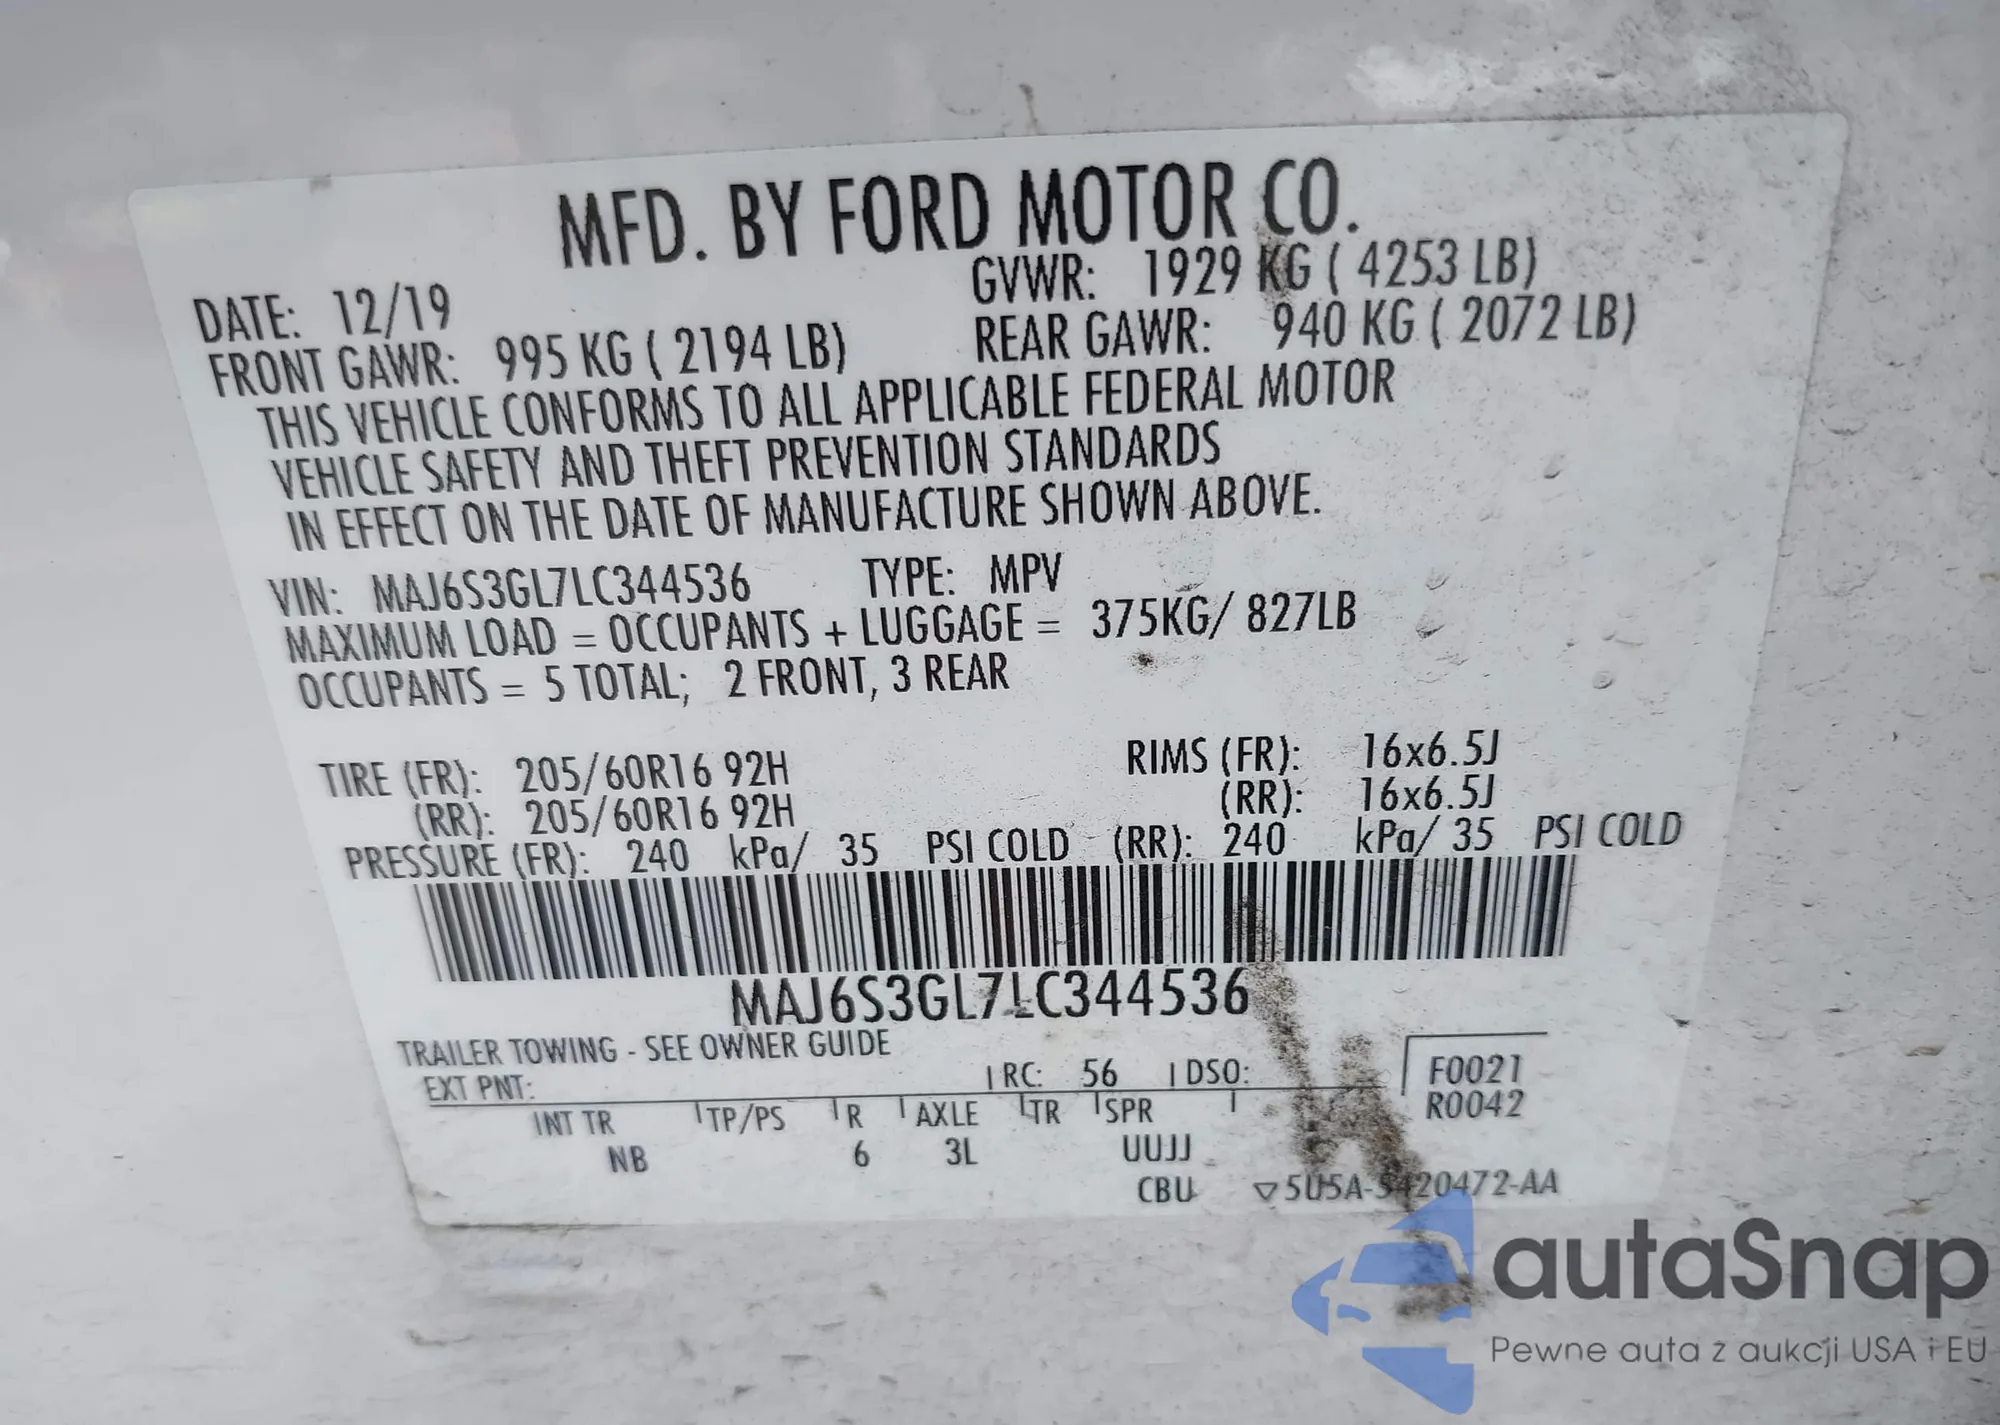 MFD. BY FORD MOTOR CO.
DATE: 12/19 GVWR: 1929 KG ( 4253 LB)
FRONT GAWR: 995 KG ( 2194 LB) REAR GAWR: 940 KG ( 2072 LB)
THIS VEHICLE CONFORMS TO ALL APPLICABLE FEDERAL MOTOR
VEHICLE SAFETY AND THEFT PREVENTION STANDARDS
IN EFFECT ON THE DATE OF MANUFACTURE SHOWN ABOVE.
VIN: MAJ6S3GL7LC344536 TYPE: MPV
MAXIMUM LOAD = OCCUPANTS + LUGGAGE = 375KG/ 827LB
OCCUPANTS = 5 TOTAL; 2 FRONT, 3 REAR
TIRE (FR): 205/60R16 92H RIMS (FR): 16x6.5J
(RR): 205/60R16 92H (RR): 16x6.5J
PRESSURE (FR): 240 kPa/ 35 PSI COLD (RR): 240 kPa/ 35 PSI COLD
MAJ6S3GL7LC344536
TRAILER TOWING - SEE OWNER GUIDE
EXT PNT: RC: 56 DSO: F0021
INT TR TP/PS R AXLE TR SPR R0042
NB 6 3L UUJJ
CBU ▽5U5A-5420472-AA
autaSnap
Pewne auta z aukcji USA i EU